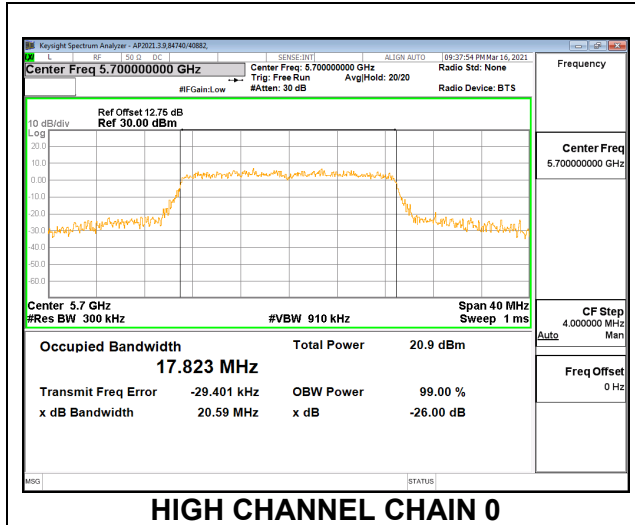 Keysight Spectrum Analyzer - AP2021.3.9,84740/40882,
LXI L RF 50 Ω DC SENSE:INT ALIGN AUTO 09:37:54 PM Mar 16, 2021
Center Freq 5.700000000 GHz Center Freq: 5.700000000 GHz Radio Std: None Frequency
Trig: Free Run Avg|Hold: 20/20
#IFGain:Low #Atten: 30 dB Radio Device: BTS
Ref Offset 12.75 dB
10 dB/div Ref 30.00 dBm
Log
20.0
10.0
0.00
-10.0
-20.0
-30.0
-40.0
-50.0
-60.0
Center Freq
5.700000000 GHz
Center 5.7 GHz Span 40 MHz
#Res BW 300 kHz #VBW 910 kHz Sweep 1 ms
CF Step
4.000000 MHz
Auto Man
Occupied Bandwidth Total Power 20.9 dBm
17.823 MHz
Transmit Freq Error -29.401 kHz OBW Power 99.00 %
x dB Bandwidth 20.59 MHz x dB -26.00 dB
Freq Offset
0 Hz
MSG STATUS
HIGH CHANNEL CHAIN 0